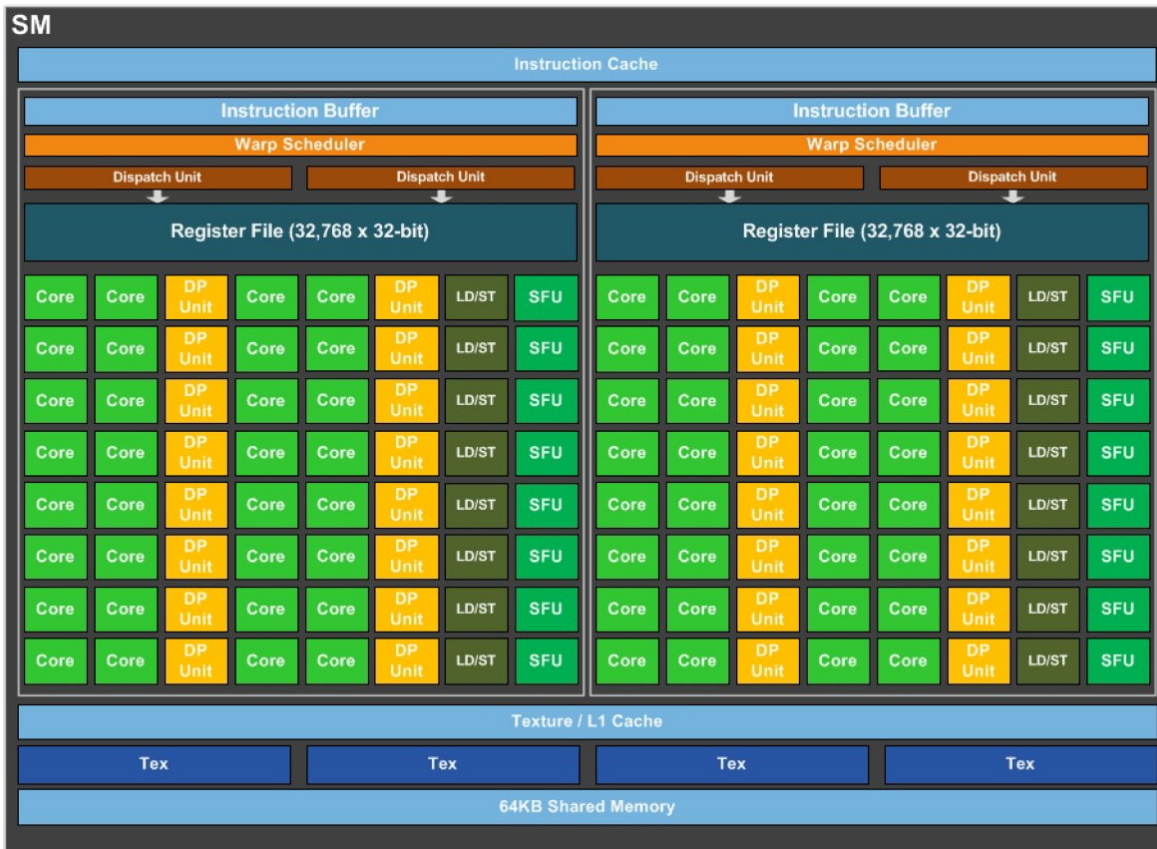 SM
Instruction Cache
Instruction Buffer Instruction Buffer
Warp Scheduler Warp Scheduler
Dispatch Unit Dispatch Unit Dispatch Unit Dispatch Unit
Register File (32,768 x 32-bit) Register File (32,768 x 32-bit)
Core Core DP Unit Core Core DP Unit LD/ST SFU Core Core DP Unit Core Core DP Unit LD/ST SFU
Core Core DP Unit Core Core DP Unit LD/ST SFU Core Core DP Unit Core Core DP Unit LD/ST SFU
Core Core DP Unit Core Core DP Unit LD/ST SFU Core Core DP Unit Core Core DP Unit LD/ST SFU
Core Core DP Unit Core Core DP Unit LD/ST SFU Core Core DP Unit Core Core DP Unit LD/ST SFU
Core Core DP Unit Core Core DP Unit LD/ST SFU Core Core DP Unit Core Core DP Unit LD/ST SFU
Core Core DP Unit Core Core DP Unit LD/ST SFU Core Core DP Unit Core Core DP Unit LD/ST SFU
Core Core DP Unit Core Core DP Unit LD/ST SFU Core Core DP Unit Core Core DP Unit LD/ST SFU
Core Core DP Unit Core Core DP Unit LD/ST SFU Core Core DP Unit Core Core DP Unit LD/ST SFU
Texture / L1 Cache
Tex Tex Tex Tex
64KB Shared Memory